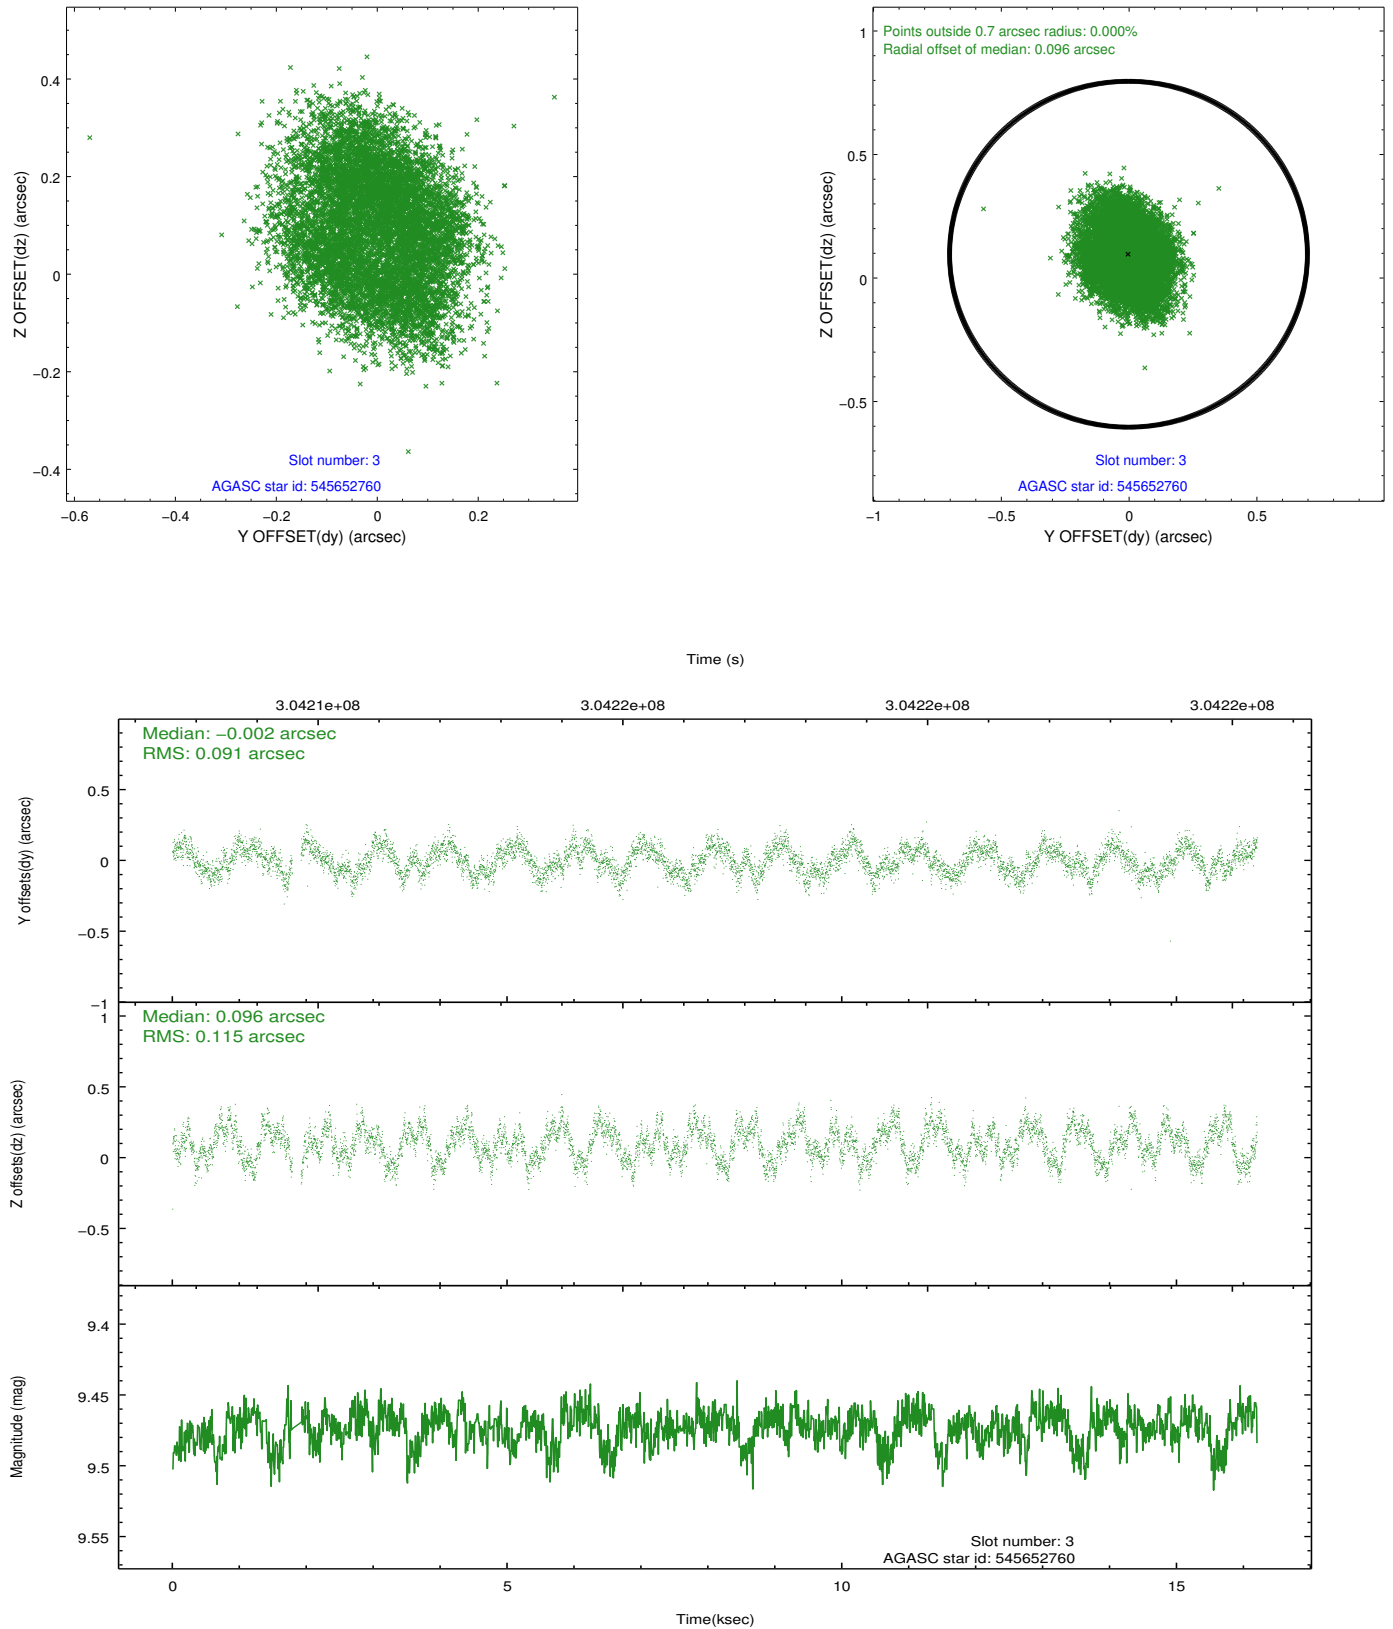 0.4
0.2
0
−0.2
−0.4
Z OFFSET(dz) (arcsec)
Slot number: 3
AGASC star id: 545652760
−0.6
−0.4
−0.2
0
0.2
Y OFFSET(dy) (arcsec)
Points outside 0.7 arcsec radius: 0.000%
Radial offset of median: 0.096 arcsec
1
0.5
0
−0.5
Z OFFSET(dz) (arcsec)
Slot number: 3
AGASC star id: 545652760
−1
−0.5
0
0.5
Y OFFSET(dy) (arcsec)
Time (s)
3.0421e+08
3.0422e+08
3.0422e+08
3.0422e+08
Median: −0.002 arcsec
RMS: 0.091 arcsec
0.5
0
−0.5
−1
Y offsets(dy) (arcsec)
Median: 0.096 arcsec
RMS: 0.115 arcsec
1
0.5
0
−0.5
Z offsets(dz) (arcsec)
9.4
9.45
9.5
9.55
Magnitude (mag)
Slot number: 3
AGASC star id: 545652760
0
5
10
15
Time(ksec)